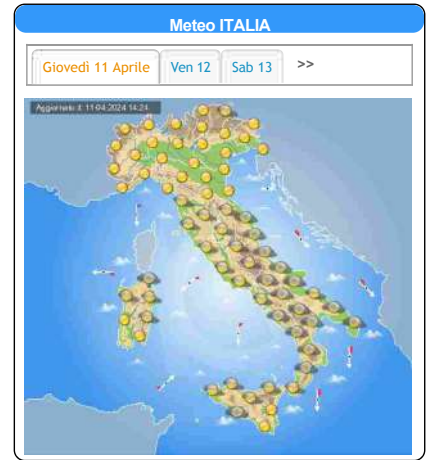 Meteo ITALIA
Giovedì 11 Aprile Ven 12 Sab 13 >>
Aggiornato il: 11-04-2024 14:24